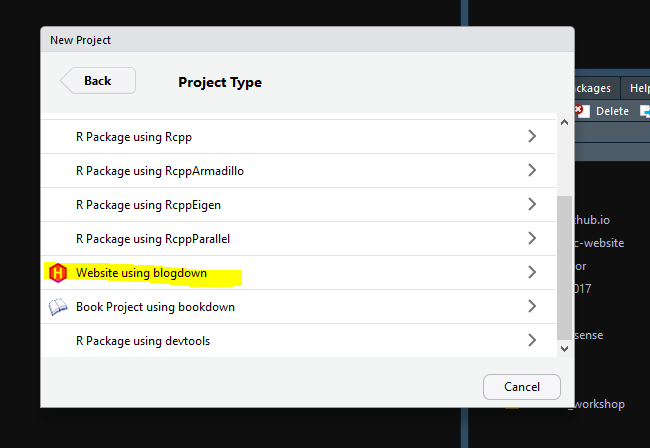 New Project
Back
Project Type
R Package using Rcpp
R Package using RcppArmadillo
R Package using RcppEigen
R Package using RcppParallel
H
Website using blogdown
Book Project using bookdown
R Package using devtools
Cancel
ckages
Help
Delete
hub.io
c-website
or
017
sense
_workshop